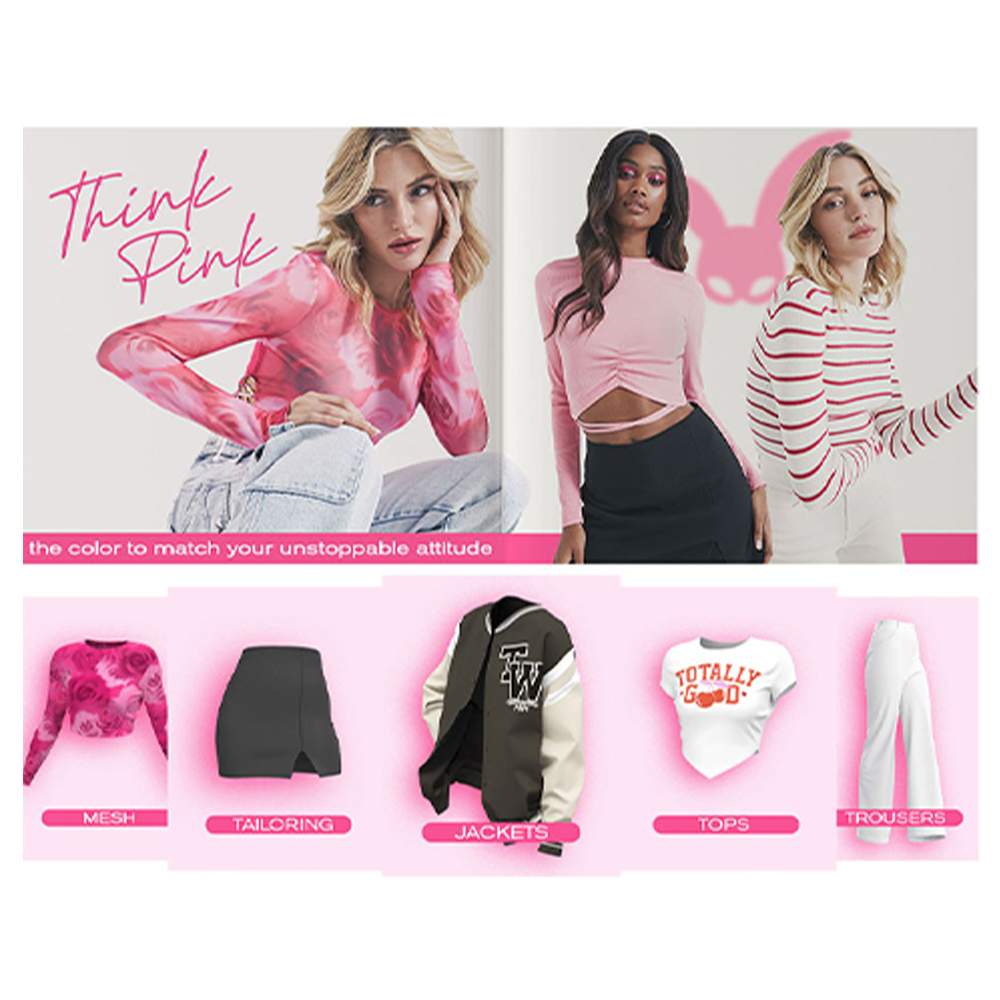 Think
Pink
the color to match your unstoppable attitude
TW
TOTALLY
GOOD
MESH
TAILORING
JACKETS
TOPS
TROUSERS